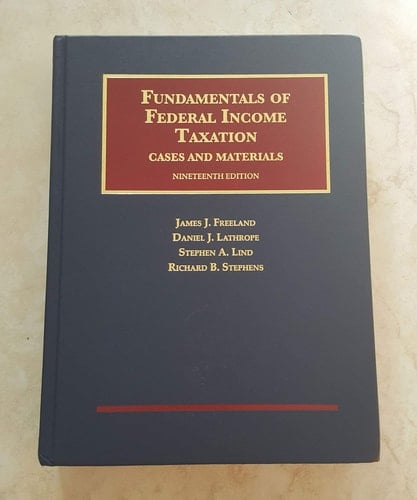 FUNDAMENTALS OF
FEDERAL INCOME
TAXATION
CASES AND MATERIALS
NINETEENTH EDITION
JAMES J. FREELAND
DANIEL J. LATHROPE
STEPHEN A. LIND
RICHARD B. STEPHENS